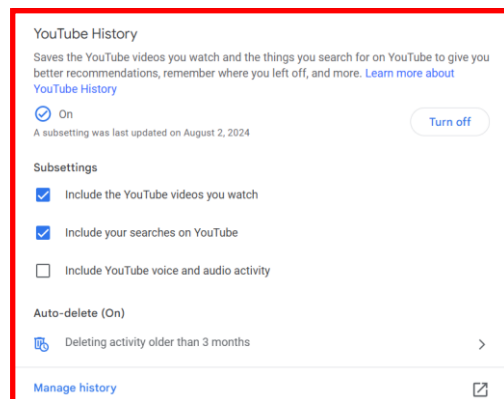 YouTube History
Saves the YouTube videos you watch and the things you search for on YouTube to give you
better recommendations, remember where you left off, and more. Learn more about
YouTube History
On
A subsetting was last updated on August 2, 2024
Turn off
Subsettings
Include the YouTube videos you watch
Include your searches on YouTube
Include YouTube voice and audio activity
Auto-delete (On)
Deleting activity older than 3 months
Manage history